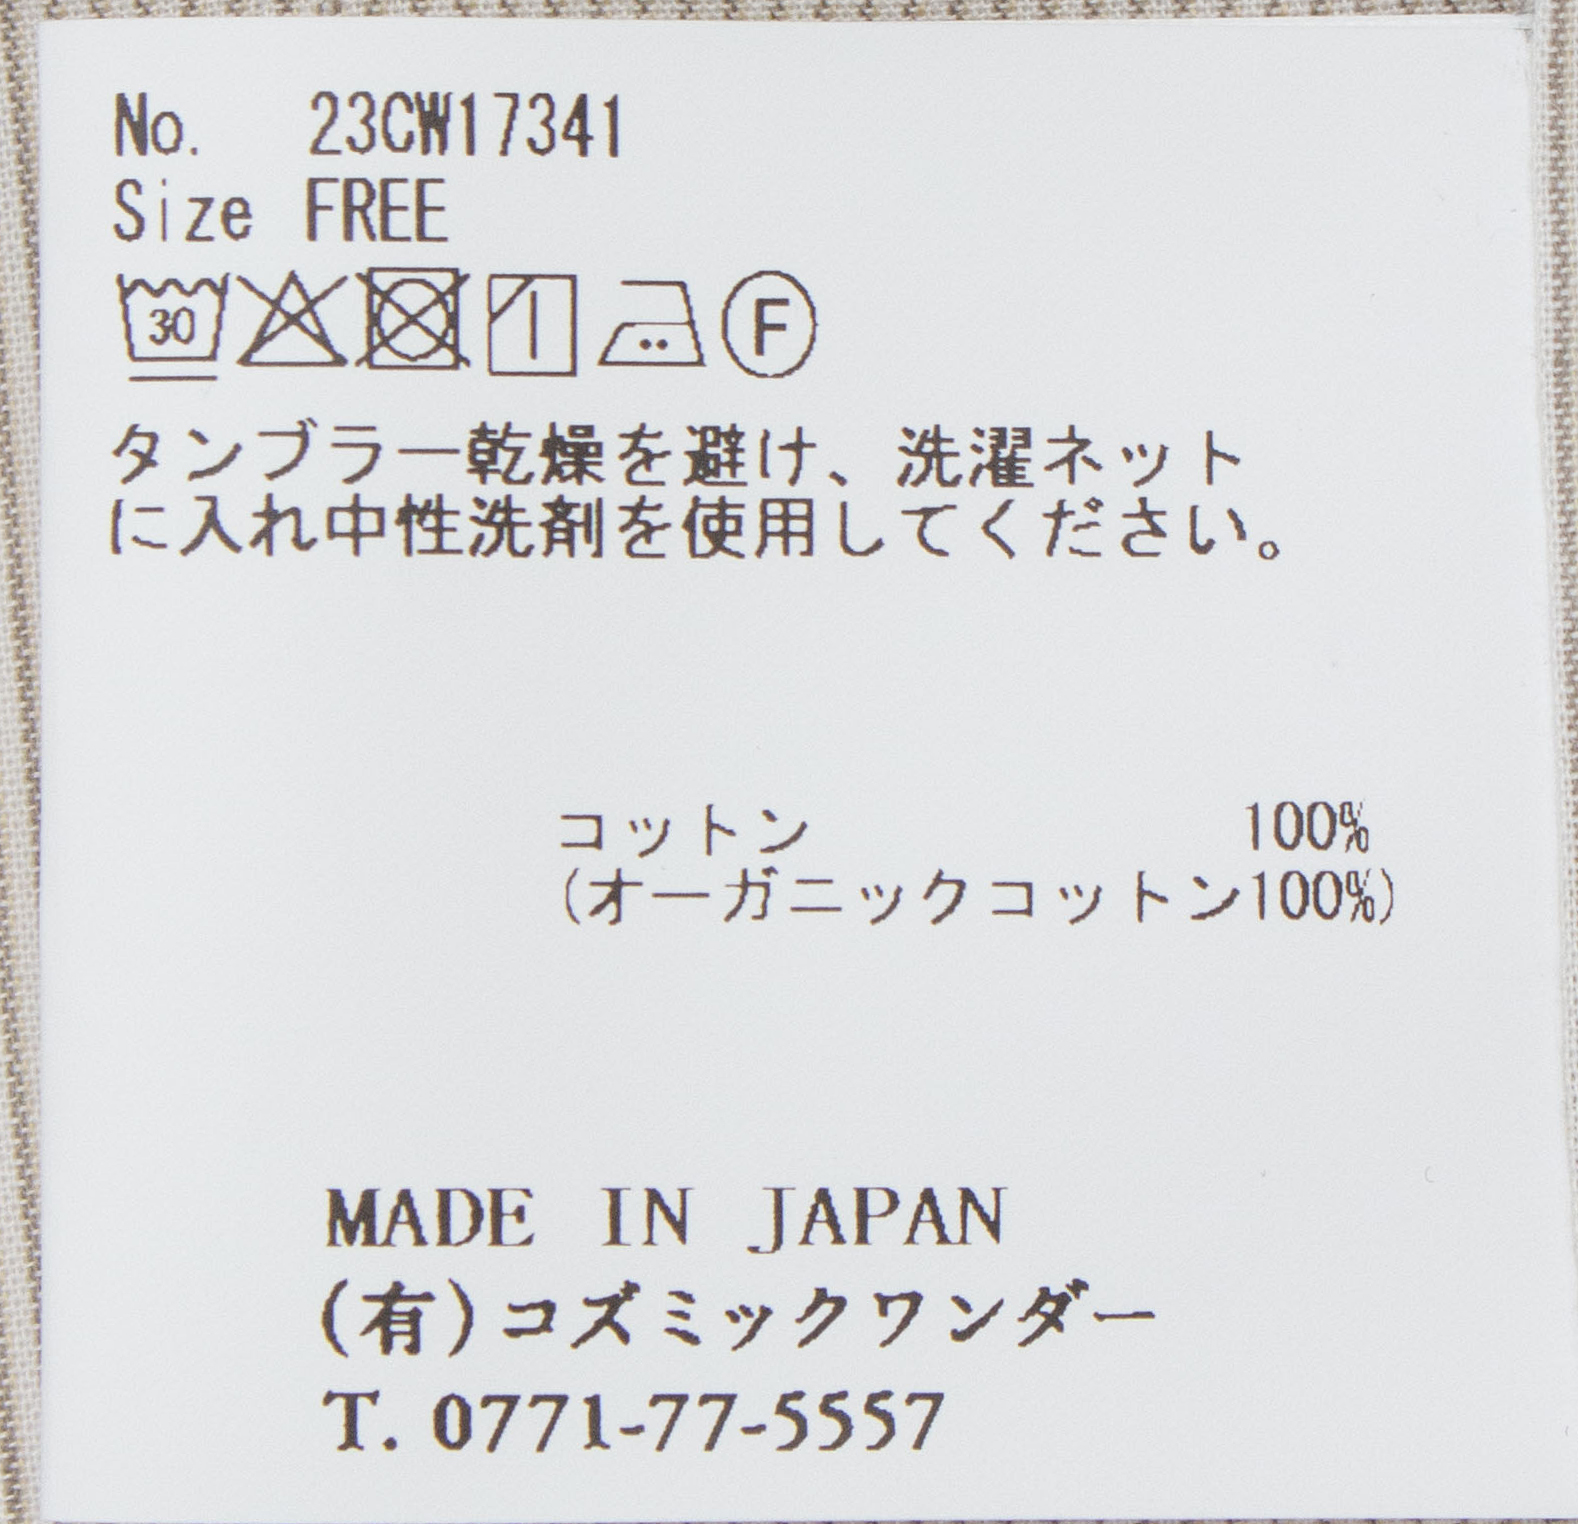 No. 23CW17341
Size FREE
30 F
タンブラー乾燥を避け、洗濯ネット
に入れ中性洗剤を使用してください。
コットン 100%
(オーガニックコットン100%)
MADE IN JAPAN
(有)コズミックワンダー
T. 0771-77-5557